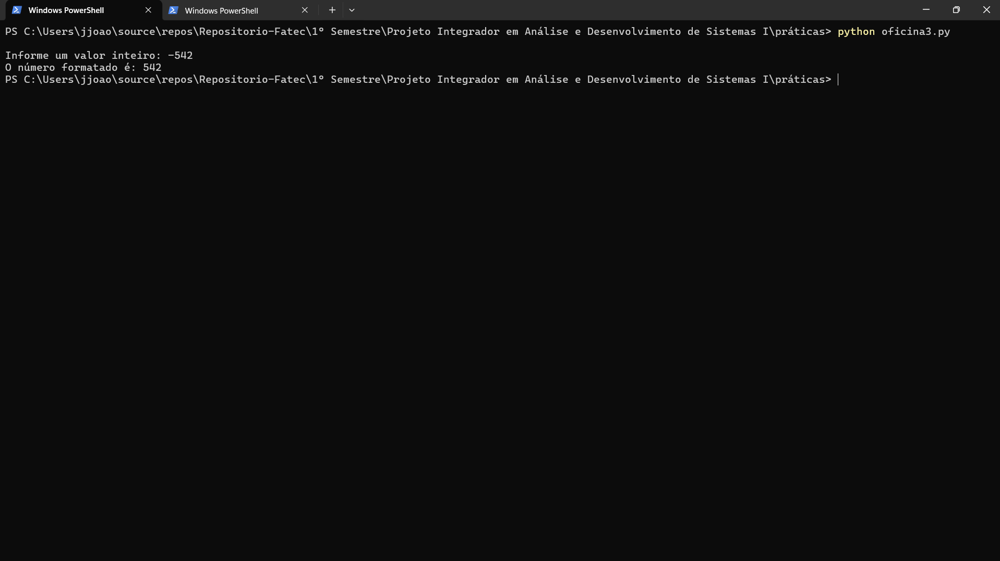 Windows PowerShell
Windows PowerShell
PS C:\Users\jjoao\source\repos\Repositorio-Fatec\1º Semestre\Projeto Integrador em Análise e Desenvolvimento de Sistemas I\práticas> python oficina3.py
Informe um valor inteiro: -542
O número formatado é: 542
PS C:\Users\jjoao\source\repos\Repositorio-Fatec\1º Semestre\Projeto Integrador em Análise e Desenvolvimento de Sistemas I\práticas>